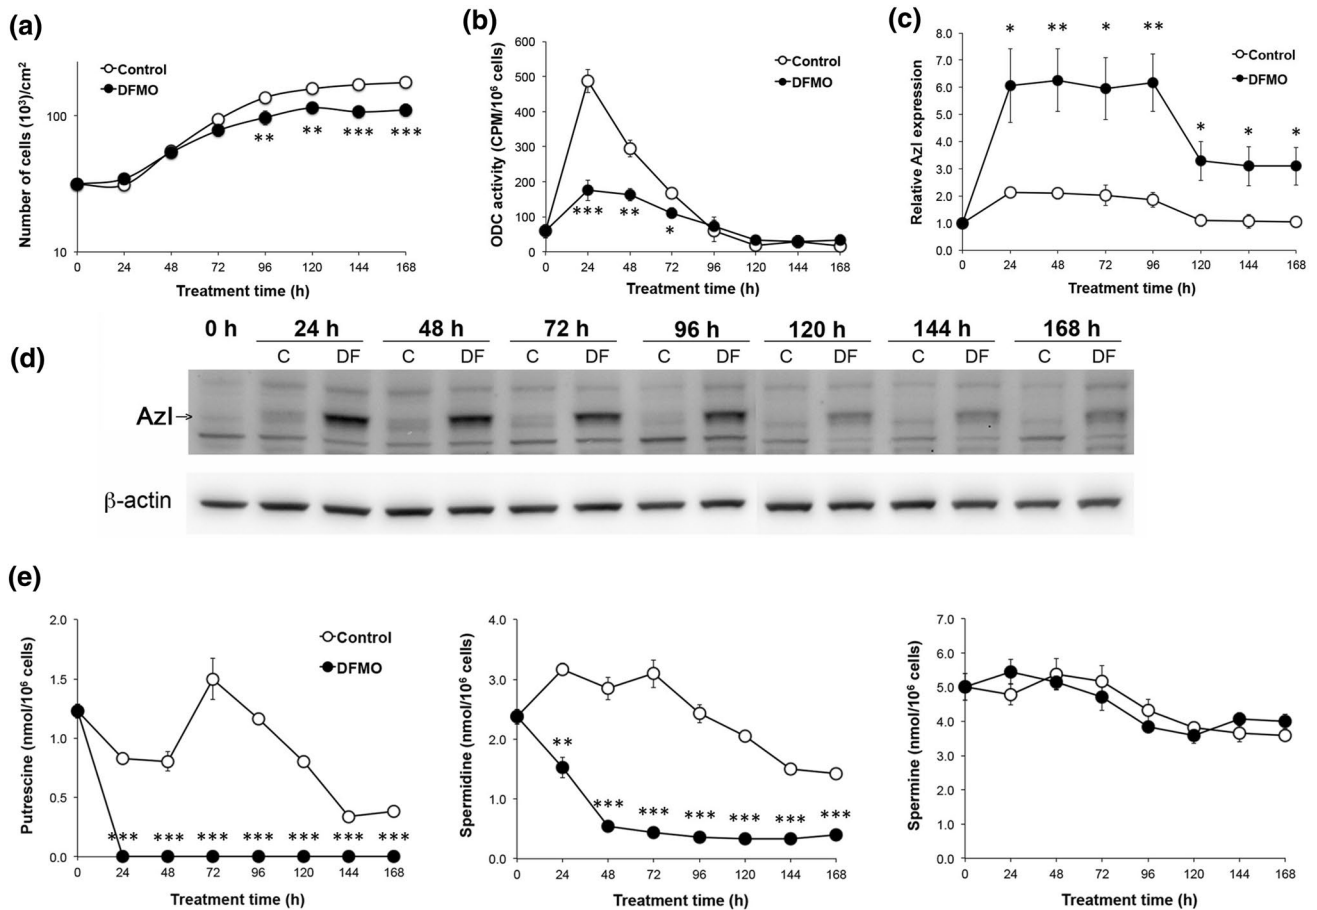 (a)
Number of cells (10³)/cm²
100
10
Control
DFMO
** ** *** ***
0 24 48 72 96 120 144 168
Treatment time (h)
(b)
ODC activity (CPM/10⁶ cells)
600
500
400
300
200
100
0
Control
DFMO
*** ** *
0 24 48 72 96 120 144 168
Treatment time (h)
(c)
Relative AzI expression
8.0
7.0
6.0
5.0
4.0
3.0
2.0
1.0
0.0
* ** * **
Control
DFMO
* * *
0 24 48 72 96 120 144 168
Treatment time (h)
(d)
0 h 24 h 48 h 72 h 96 h 120 h 144 h 168 h
C DF C DF C DF C DF C DF C DF C DF
AzI→
β-actin
(e)
Putrescine (nmol/10⁶ cells)
2.0
1.5
1.0
0.5
0.0
Control
DFMO
*** *** *** *** *** *** ***
0 24 48 72 96 120 144 168
Treatment time (h)
Spermidine (nmol/10⁶ cells)
4.0
3.0
2.0
1.0
0.0
** *** *** *** *** *** ***
0 24 48 72 96 120 144 168
Treatment time (h)
Spermine (nmol/10⁶ cells)
7.0
6.0
5.0
4.0
3.0
2.0
1.0
0.0
0 24 48 72 96 120 144 168
Treatment time (h)